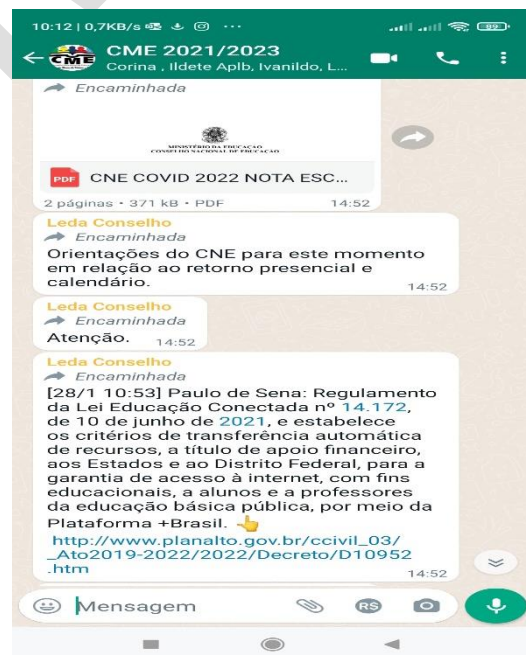 10:12 | 0,7KB/s
CME 2021/2023
CME
Corina , Ildete Aplb, Ivanildo, L...
Encaminhada
MINISTÉRIO DA EDUCAÇÃO
CONSELHO NACIONAL DE EDUCAÇÃO
PDF CNE COVID 2022 NOTA ESC...
2 páginas • 371 kB • PDF 14:52
Leda Conselho
Encaminhada
Orientações do CNE para este momento
em relação ao retorno presencial e
calendário.
14:52
Leda Conselho
Encaminhada
Atenção. 14:52
Leda Conselho
Encaminhada
[28/1 10:53] Paulo de Sena: Regulamento
da Lei Educação Conectada nº 14.172,
de 10 de junho de 2021, e estabelece
os critérios de transferência automática
de recursos, a título de apoio financeiro,
aos Estados e ao Distrito Federal, para a
garantia de acesso à internet, com fins
educacionais, a alunos e a professores
da educação básica pública, por meio da
Plataforma +Brasil.
http://www.planalto.gov.br/ccivil_03/
_Ato2019-2022/2022/Decreto/D10952
.htm
14:52
Mensagem
R$